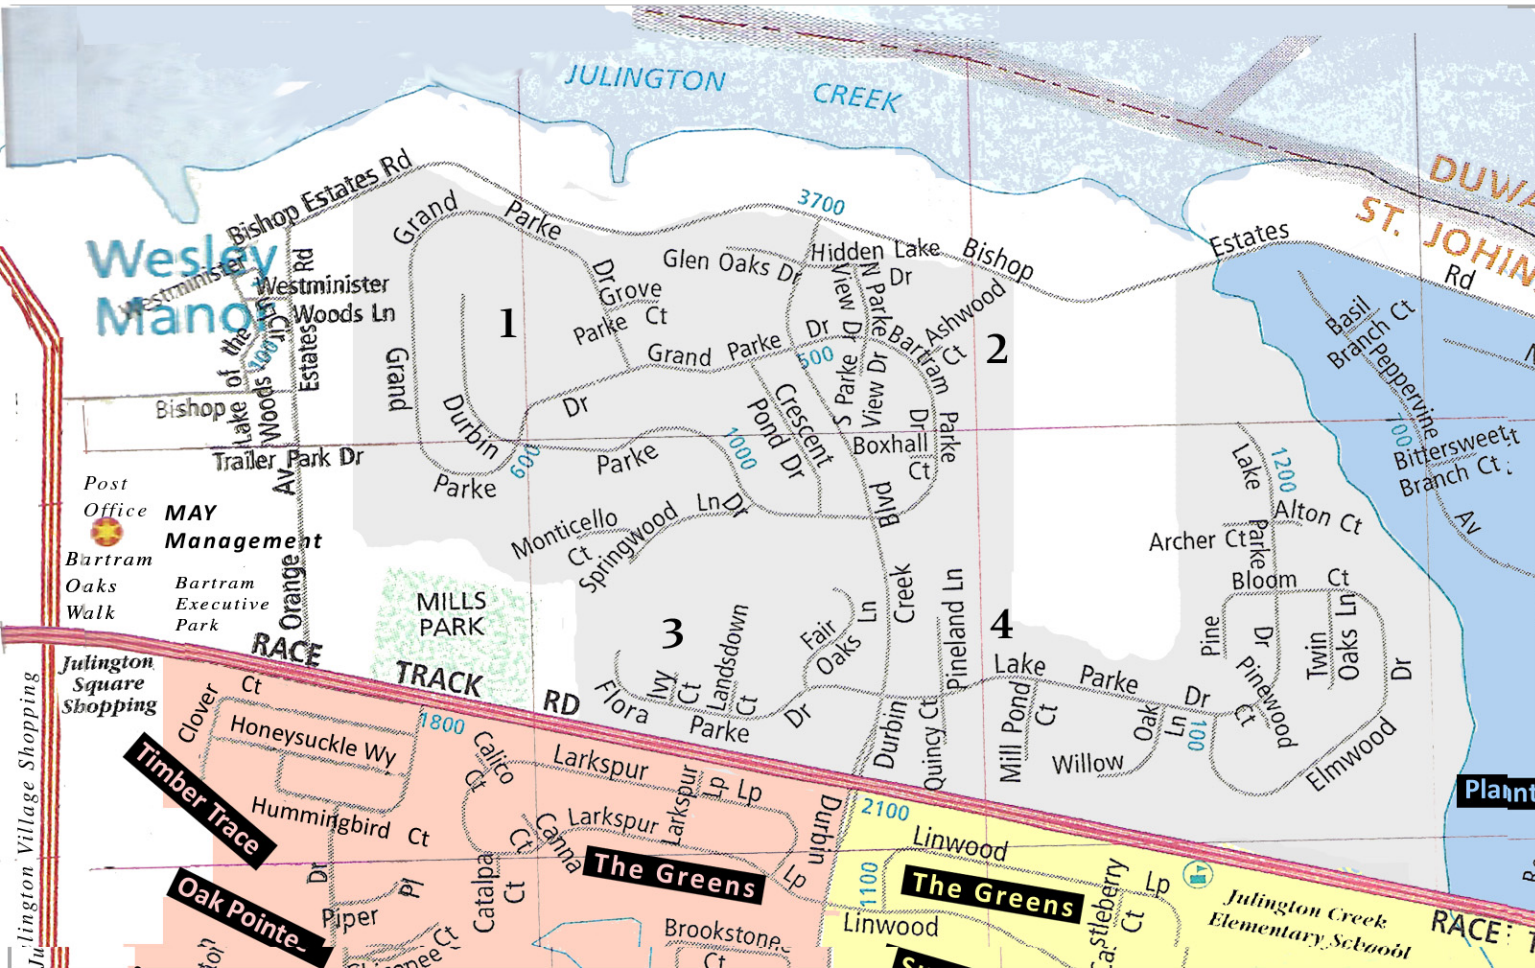 JULINGTON CREEK
DUWA
ST. JOHN
Bishop Estates Rd
3700
Grand Parke Dr
Glen Oaks Dr
Hidden Lake Dr
Bishop Estates Rd
Wesley
Manor
Westminister
Westminister
Woods Ln
Rd
Lake of the
Woods Cir
100
Estates
Grove
Parke Ct
View Dr
N Parke
Ashwood
Ct
Bartram
Parke
Dr
1
2
Basil
Branch Ct
Peppervine
Av
700
Bittersweet
Branch Ct
Grand
Grand Parke Dr
500
S Parke
View Dr
Dr
Durbin
Parke
600
Parke
1000
Dr
Crescent
Pond Dr
Boxhall
Ct
Blvd
Bishop
Trailer Park Dr
Orange Av
Post
Office
MAY
Management
Bartram
Oaks
Walk
Bartram
Executive
Park
Monticello
Ct
Springwood Ln
Lake
Parke
Dr
1200
Alton Ct
Archer Ct
Bloom Ct
Pine
Twin
Oaks Ln
Pinewood
Ct
Elmwood Dr
MILLS
PARK
3
4
Fair
Oaks
Ln
Creek
Pineland Ln
Ivy
Ct
Landsdown
Ct
Flora Parke Dr
Lake Parke Dr
Quincy Ct
Mill Pond
Ct
Willow
Oak
Ln
100
Durbin
RACE TRACK RD
Julington
Square
Shopping
Julington Village Shopping
Clover
Ct
Honeysuckle Wy
Hummingbird Ct
1800
Calico
Ct
Larkspur
Larkspur
Lp
Lp
Larkspur
Lp
Canna
Ct
Catalpa
Ct
Durbin
2100
1100
Timber Trace
Oak Pointe
The Greens
The Greens
Plant
Linwood
Lp
Linwood
Castleberry
Ct
Julington Creek
Elementary School
RACE
Dr
Piper
Pl
Ct
Brookstone
Ct